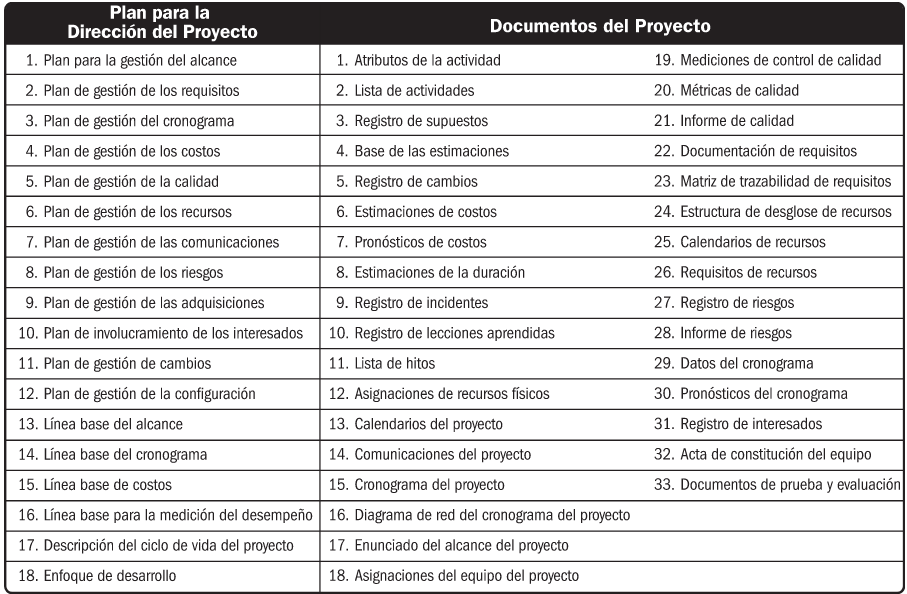 Plan para la
Dirección del Proyecto
Documentos del Proyecto
1. Plan para la gestión del alcance
1. Atributos de la actividad
19. Mediciones de control de calidad
2. Plan de gestión de los requisitos
2. Lista de actividades
20. Métricas de calidad
3. Plan de gestión del cronograma
3. Registro de supuestos
21. Informe de calidad
4. Plan de gestión de los costos
4. Base de las estimaciones
22. Documentación de requisitos
5. Plan de gestión de la calidad
5. Registro de cambios
23. Matriz de trazabilidad de requisitos
6. Plan de gestión de los recursos
6. Estimaciones de costos
24. Estructura de desglose de recursos
7. Plan de gestión de las comunicaciones
7. Pronósticos de costos
25. Calendarios de recursos
8. Plan de gestión de los riesgos
8. Estimaciones de la duración
26. Requisitos de recursos
9. Plan de gestión de las adquisiciones
9. Registro de incidentes
27. Registro de riesgos
10. Plan de involucramiento de los interesados
10. Registro de lecciones aprendidas
28. Informe de riesgos
11. Plan de gestión de cambios
11. Lista de hitos
29. Datos del cronograma
12. Plan de gestión de la configuración
12. Asignaciones de recursos físicos
30. Pronósticos del cronograma
13. Línea base del alcance
13. Calendarios del proyecto
31. Registro de interesados
14. Línea base del cronograma
14. Comunicaciones del proyecto
32. Acta de constitución del equipo
15. Línea base de costos
15. Cronograma del proyecto
33. Documentos de prueba y evaluación
16. Línea base para la medición del desempeño
16. Diagrama de red del cronograma del proyecto
17. Descripción del ciclo de vida del proyecto
17. Enunciado del alcance del proyecto
18. Enfoque de desarrollo
18. Asignaciones del equipo del proyecto